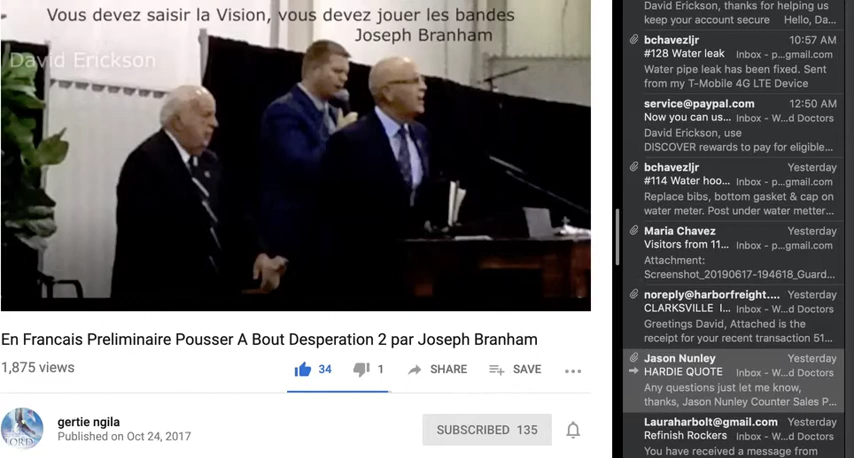 Vous devez saisir la Vision, vous devez jouer les bandes
Joseph Branham
David Erickson
En Francais Preliminaire Pousser A Bout Desperation 2 par Joseph Branham
1,875 views
34
1
SHARE
SAVE
gertie ngila
Published on Oct 24, 2017
SUBSCRIBED 135
LORD
David Erickson, thanks for helping us
keep your account secure Hello, Da...
bchavezljr 10:57 AM
#128 Water leak Inbox - p...gmail.com
Water pipe leak has been fixed. Sent
from my T-Mobile 4G LTE Device
service@paypal.com 12:50 AM
Now you can us... Inbox - W...d Doctors
David Erickson, use
DISCOVER rewards to pay for eligible...
bchavezljr Yesterday
#114 Water hoo... Inbox - p...gmail.com
Replace bibs, bottom gasket & cap on
water meter. Post under water metter...
Maria Chavez Yesterday
Visitors from 11... Inbox - p...gmail.com
Attachment:
Screenshot_20190617-194618_Guard...
noreply@harborfreight.... Yesterday
CLARKSVILLE I... Inbox - W...d Doctors
Greetings David, Attached is the
receipt for your recent transaction 51...
Jason Nunley Yesterday
HARDIE QUOTE Inbox - W...d Doctors
Any questions just let me know,
thanks, Jason Nunley Counter Sales P...
Lauraharbolt@gmail.com Yesterday
Refinish Rockers Inbox - W...d Doctors
You have received a message from